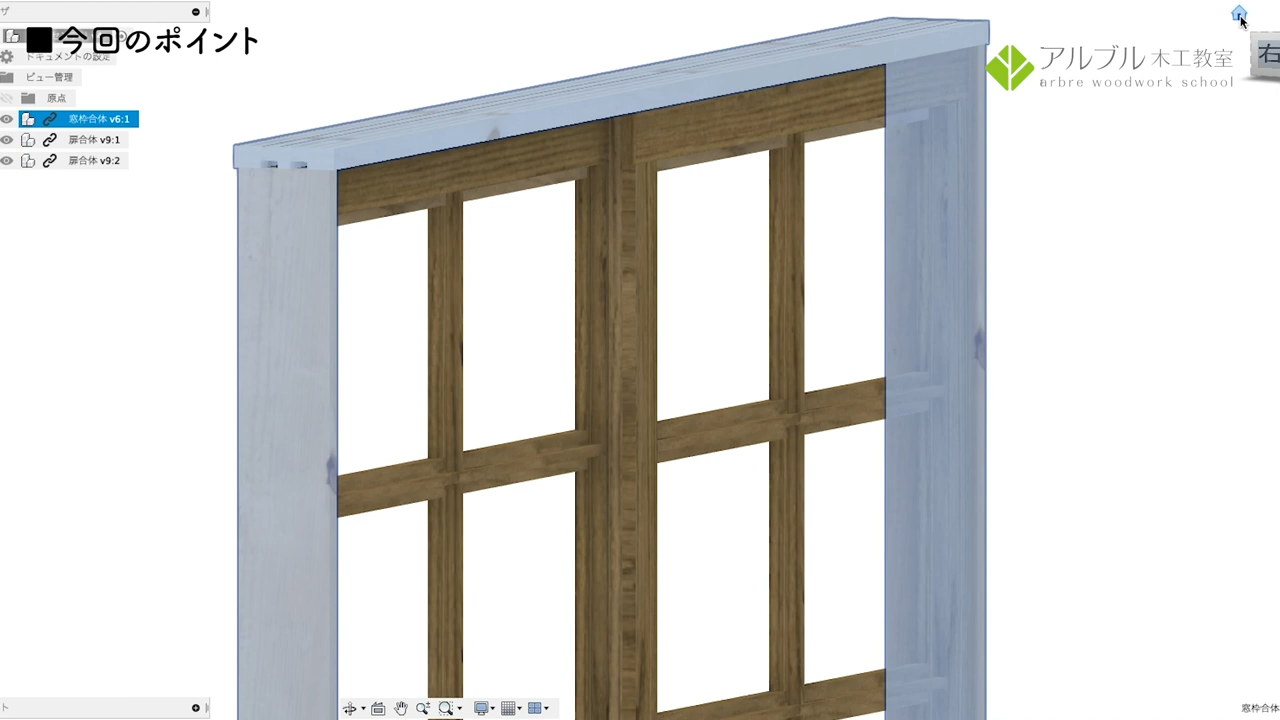 ザ
■今回のポイント
ドキュメントの設定
ビュー管理
原点
窓枠合体 v6:1
扉合体 v9:1
扉合体 v9:2
アルブル木工教室
arbre woodwork school
右
ト
窓枠合体